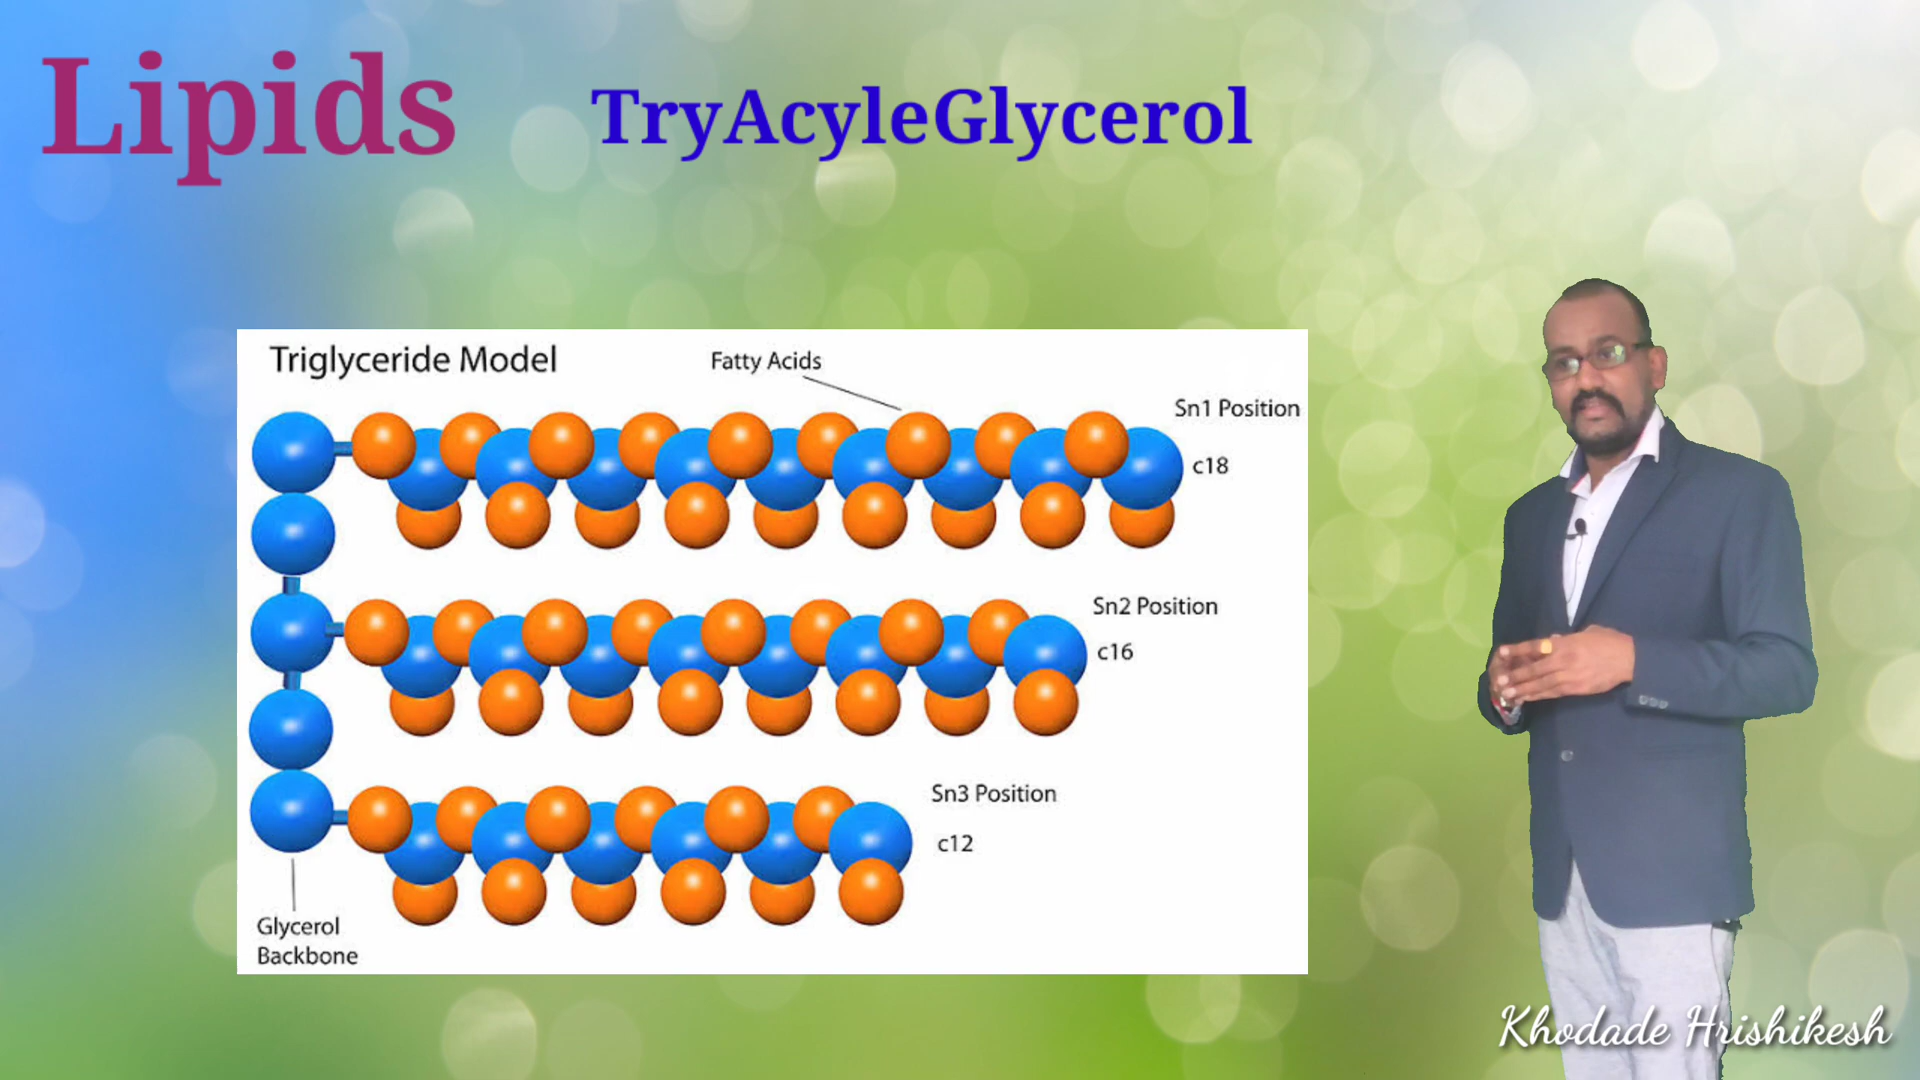 Lipids
TryAcyleGlycerol
Triglyceride Model
Fatty Acids
Sn1 Position
c18
Sn2 Position
c16
Sn3 Position
c12
Glycerol
Backbone
Khodade Hrishikesh